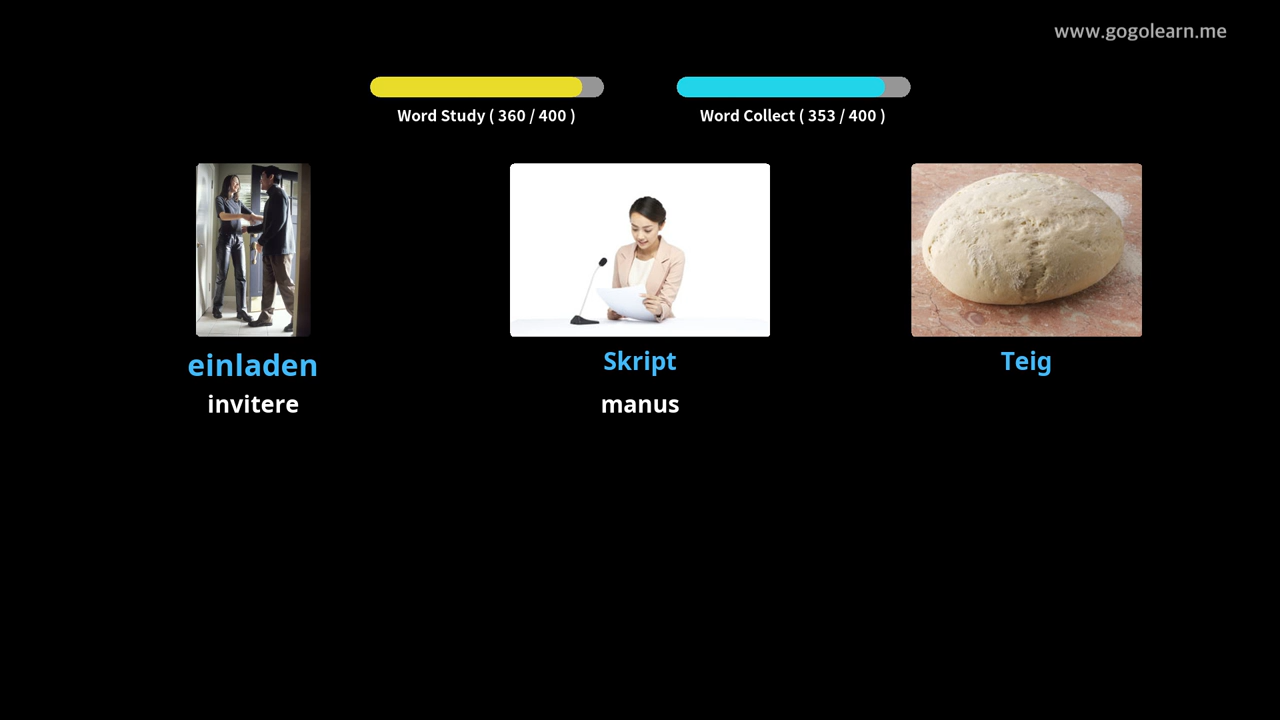 www.gogolearn.me
Word Study ( 360 / 400 )
Word Collect ( 353 / 400 )
einladen
Skript
Teig
invitere
manus